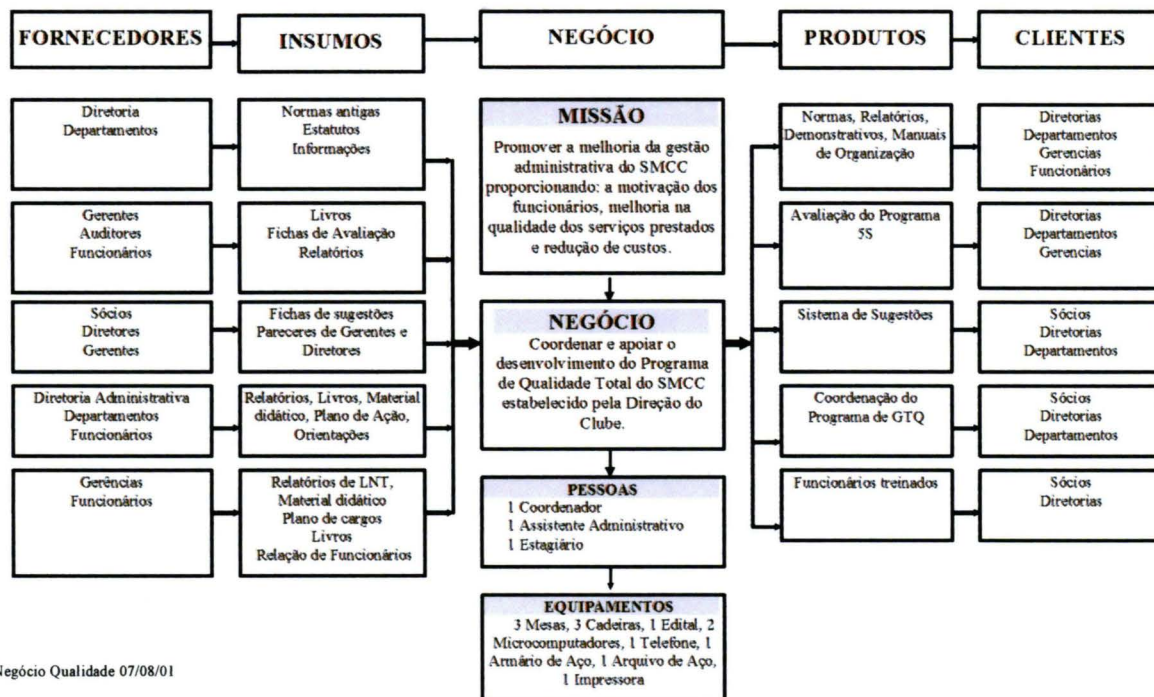 FORNECEDORES
INSUMOS
NEGÓCIO
PRODUTOS
CLIENTES
Diretoria
Departamentos
Normas antigas
Estatutos
Informações
Gerentes
Auditores
Funcionários
Livros
Fichas de Avaliação
Relatórios
Sócios
Diretores
Gerentes
Fichas de sugestões
Pareceres de Gerentes e
Diretores
Diretoria Administrativa
Departamentos
Funcionários
Relatórios, Livros, Material
didático, Plano de Ação,
Orientações
Gerências
Funcionários
Relatórios de LNT,
Material didático
Plano de cargos
Livros
Relação de Funcionários
MISSÃO
Promover a melhoria da gestão
administrativa do SMCC
proporcionando: a motivação dos
funcionários, melhoria na
qualidade dos serviços prestados
e redução de custos.
NEGÓCIO
Coordenar e apoiar o
desenvolvimento do Programa
de Qualidade Total do SMCC
estabelecido pela Direção do
Clube.
PESSOAS
1 Coordenador
1 Assistente Administrativo
1 Estagiário
EQUIPAMENTOS
3 Mesas, 3 Cadeiras, 1 Edital, 2
Microcomputadores, 1 Telefone, 1
Armário de Aço, 1 Arquivo de Aço,
1 Impressora
Normas, Relatórios,
Demonstrativos, Manuais
de Organização
Diretorias
Departamentos
Gerencias
Funcionários
Avaliação do Programa
5S
Diretorias
Departamentos
Gerencias
Sistema de Sugestões
Sócios
Diretorias
Departamentos
Coordenação do
Programa de GTQ
Sócios
Diretorias
Departamentos
Funcionários treinados
Sócios
Diretorias
Negócio Qualidade 07/08/01